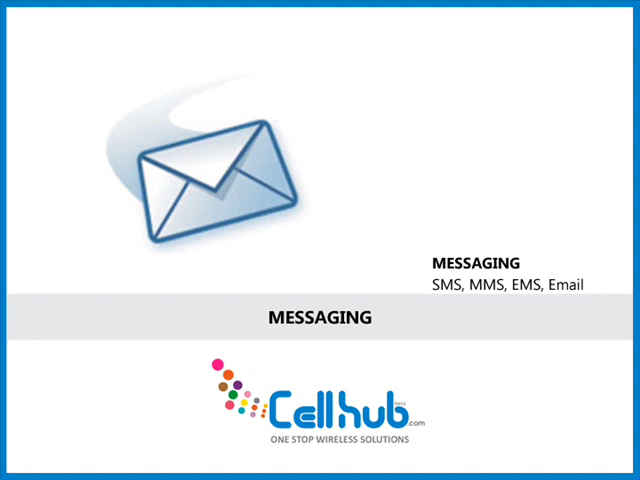 MESSAGING
SMS, MMS, EMS, Email
MESSAGING
Cellhub.com
beta
ONE STOP WIRELESS SOLUTIONS